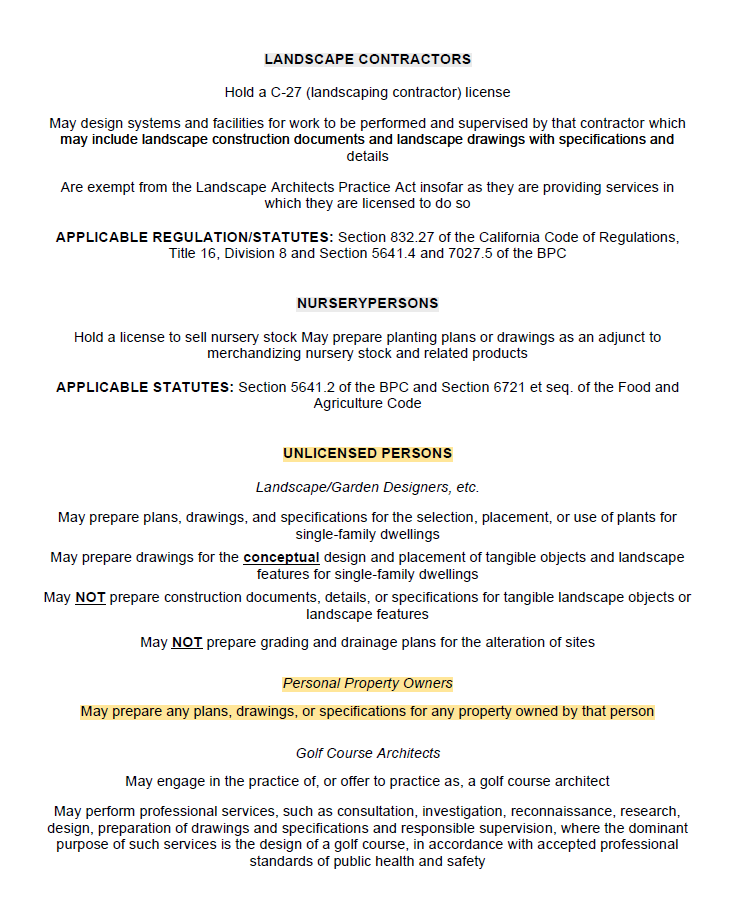 LANDSCAPE CONTRACTORS
Hold a C-27 (landscaping contractor) license
May design systems and facilities for work to be performed and supervised by that contractor which
may include landscape construction documents and landscape drawings with specifications and
details
Are exempt from the Landscape Architects Practice Act insofar as they are providing services in
which they are licensed to do so
APPLICABLE REGULATION/STATUTES: Section 832.27 of the California Code of Regulations,
Title 16, Division 8 and Section 5641.4 and 7027.5 of the BPC
NURSERYPERSONS
Hold a license to sell nursery stock May prepare planting plans or drawings as an adjunct to
merchandizing nursery stock and related products
APPLICABLE STATUTES: Section 5641.2 of the BPC and Section 6721 et seq. of the Food and
Agriculture Code
UNLICENSED PERSONS
Landscape/Garden Designers, etc.
May prepare plans, drawings, and specifications for the selection, placement, or use of plants for
single-family dwellings
May prepare drawings for the conceptual design and placement of tangible objects and landscape
features for single-family dwellings
May NOT prepare construction documents, details, or specifications for tangible landscape objects or
landscape features
May NOT prepare grading and drainage plans for the alteration of sites
Personal Property Owners
May prepare any plans, drawings, or specifications for any property owned by that person
Golf Course Architects
May engage in the practice of, or offer to practice as, a golf course architect
May perform professional services, such as consultation, investigation, reconnaissance, research,
design, preparation of drawings and specifications and responsible supervision, where the dominant
purpose of such services is the design of a golf course, in accordance with accepted professional
standards of public health and safety